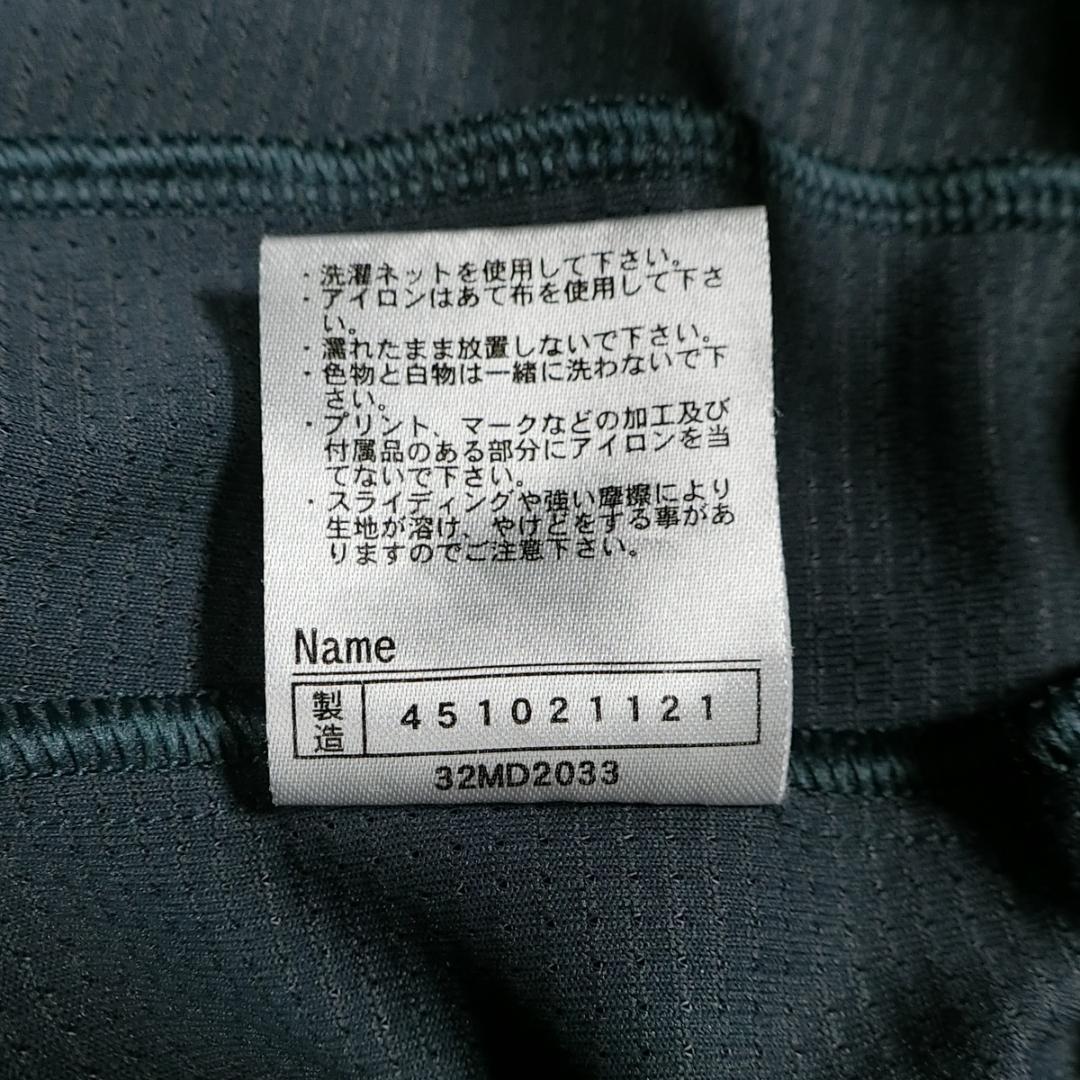 ・洗濯ネットを使用して下さい。
・アイロンはあて布を使用して下さ
い。
・濡れたまま放置しないで下さい。
・色物と白物は一緒に洗わないで下
さい。
・プリント、マークなどの加工及び
付属品のある部分にアイロンを当
てないで下さい。
・スライディングや強い摩擦により
生地が溶け、やけどをする事があ
りますのでご注意下さい。
Name
製造 451021121
32MD2033